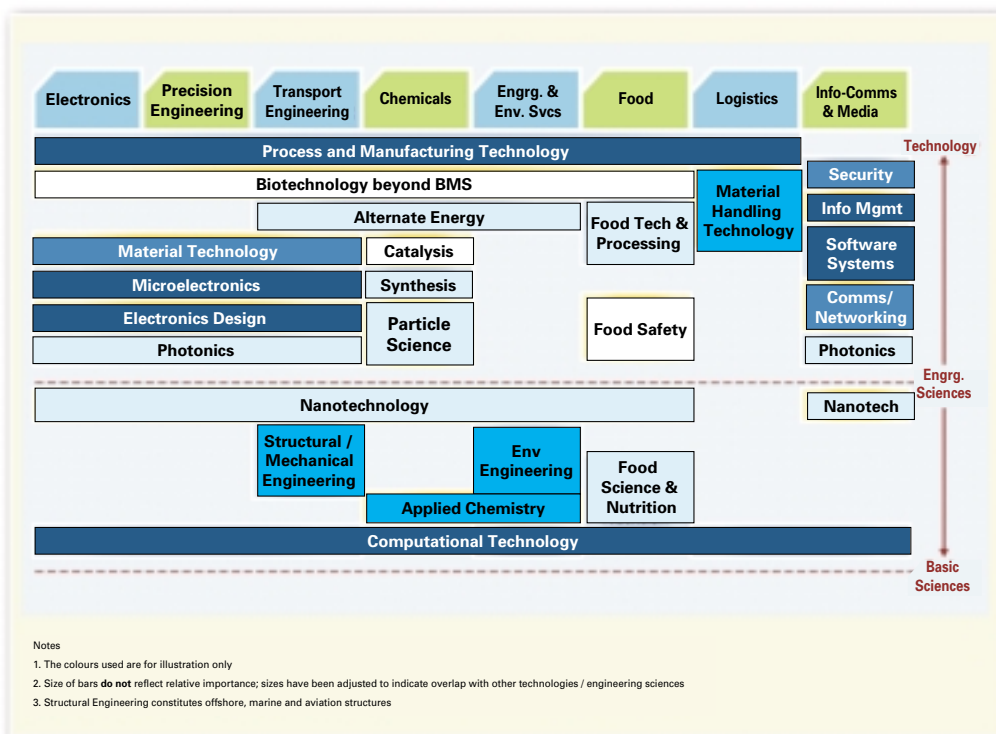 Electronics
Precision
Engineering
Transport
Engineering
Chemicals
Engrg. &
Env. Svcs
Food
Logistics
Info-Comms
& Media
Technology
Process and Manufacturing Technology
Biotechnology beyond BMS
Material
Handling
Technology
Security
Alternate Energy
Food Tech &
Processing
Info Mgmt
Material Technology
Catalysis
Software
Systems
Microelectronics
Synthesis
Electronics Design
Particle
Science
Food Safety
Comms/
Networking
Photonics
Photonics
Engrg.
Sciences
Nanotechnology
Nanotech
Structural /
Mechanical
Engineering
Env
Engineering
Food
Science &
Nutrition
Applied Chemistry
Computational Technology
Basic
Sciences
Notes
1. The colours used are for illustration only
2. Size of bars do not reflect relative importance; sizes have been adjusted to indicate overlap with other technologies / engineering sciences
3. Structural Engineering constitutes offshore, marine and aviation structures